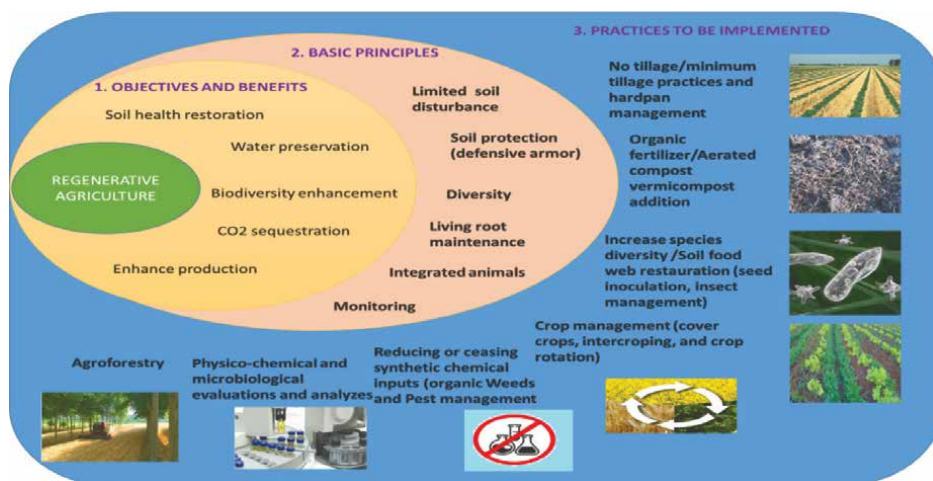 3. PRACTICES TO BE IMPLEMENTED
2. BASIC PRINCIPLES
1. OBJECTIVES AND BENEFITS
REGENERATIVE
AGRICULTURE
Soil health restoration
Water preservation
Biodiversity enhancement
CO2 sequestration
Enhance production
Limited soil
disturbance
Soil protection
(defensive armor)
Diversity
Living root
maintenance
Integrated animals
Monitoring
No tillage/minimum
tillage practices and
hardpan
management
Organic
fertilizer/Aerated
compost
vermicompost
addition
Increase species
diversity /Soil food
web restauration (seed
inoculation, insect
management)
Crop management (cover
crops, intercroping, and crop
rotation)
Reducing or ceasing
synthetic chemical
inputs (organic Weeds
and Pest management
Physico-chemical and
microbiological
evaluations and analyzes
Agroforestry